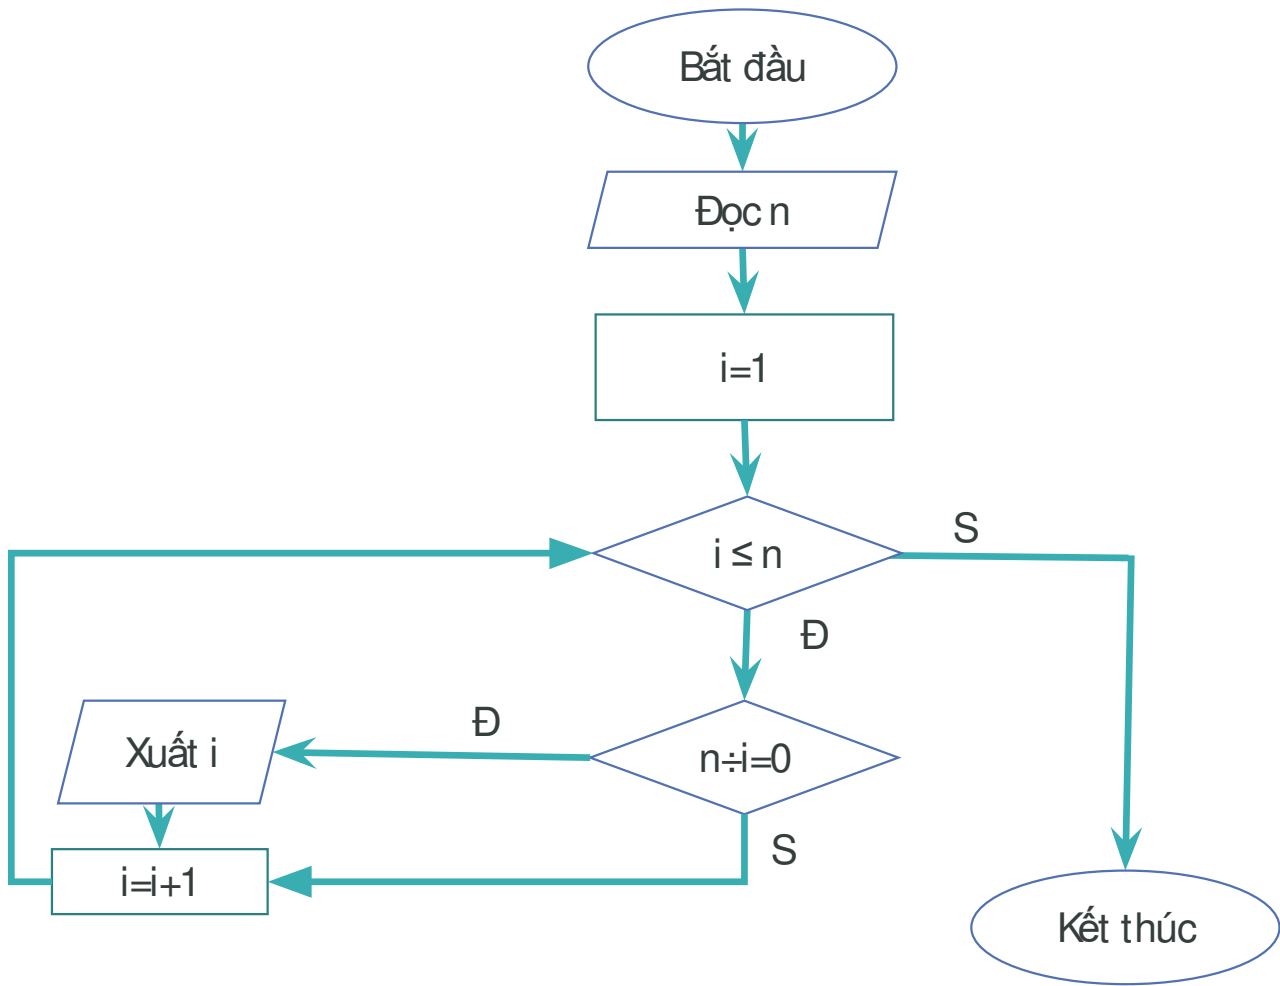 Bắt đầu
Đọc n
i=1
i ≤ n
S
Đ
Đ
Xuất i
n÷i=0
S
i=i+1
Kết thúc